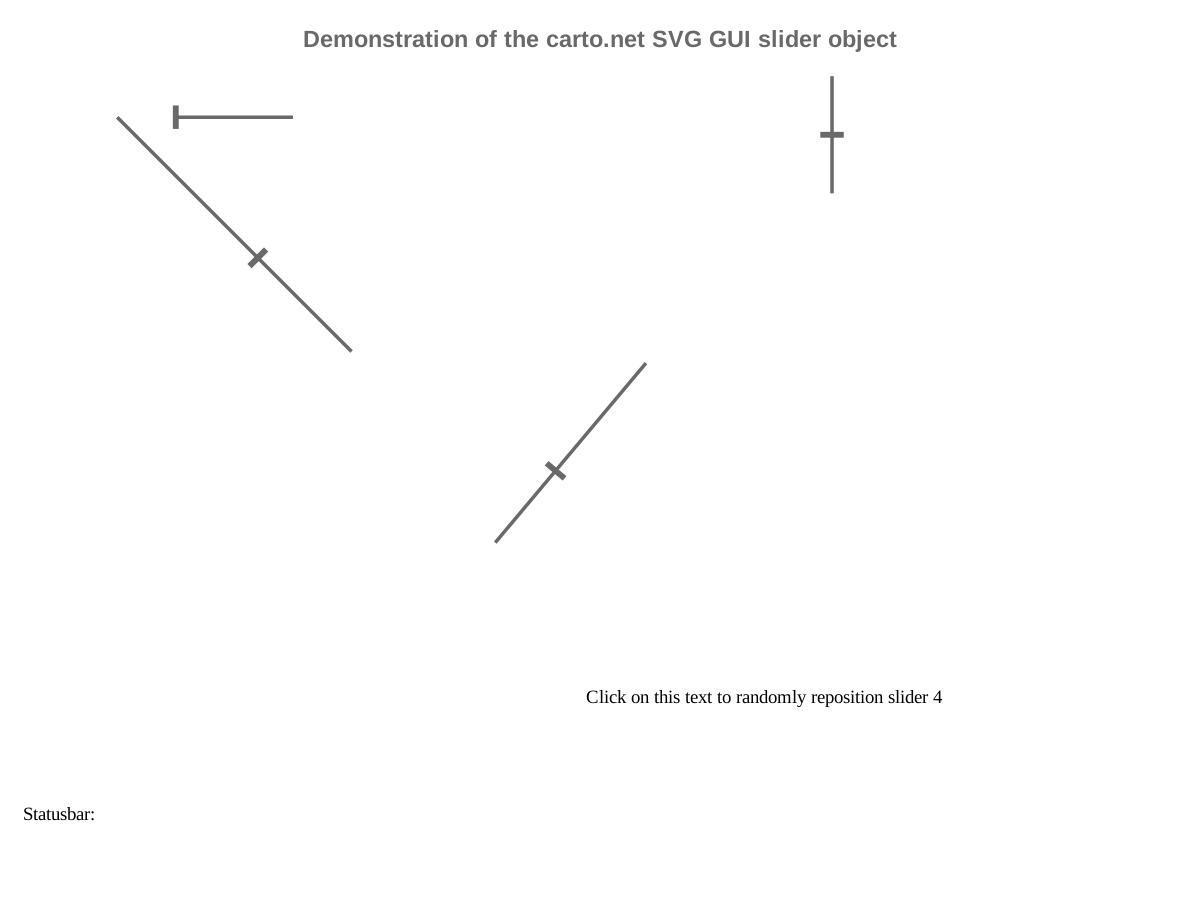 Demonstration of the carto.net SVG GUI slider object
Click on this text to randomly reposition slider 4
Statusbar: